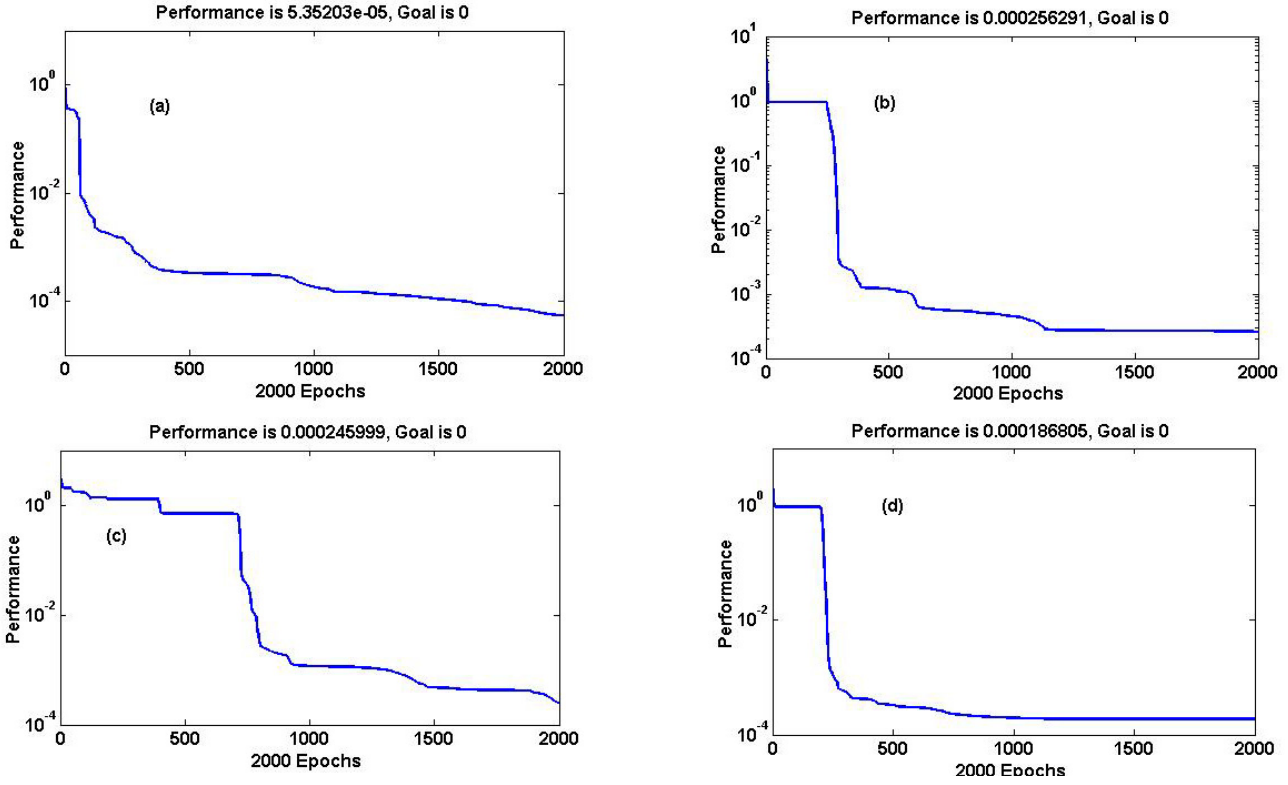 Performance is 5.35203e-05, Goal is 0
10^0
(a)
10^-2
10^-4
Performance
0 500 1000 1500 2000
2000 Epochs
Performance is 0.000256291, Goal is 0
10^1
10^0
(b)
10^-1
10^-2
10^-3
10^-4
Performance
0 500 1000 1500 2000
2000 Epochs
Performance is 0.000245999, Goal is 0
10^0
(c)
10^-2
10^-4
Performance
0 500 1000 1500 2000
2000 Epochs
Performance is 0.000186805, Goal is 0
10^0
(d)
10^-2
10^-4
Performance
0 500 1000 1500 2000
2000 Epochs